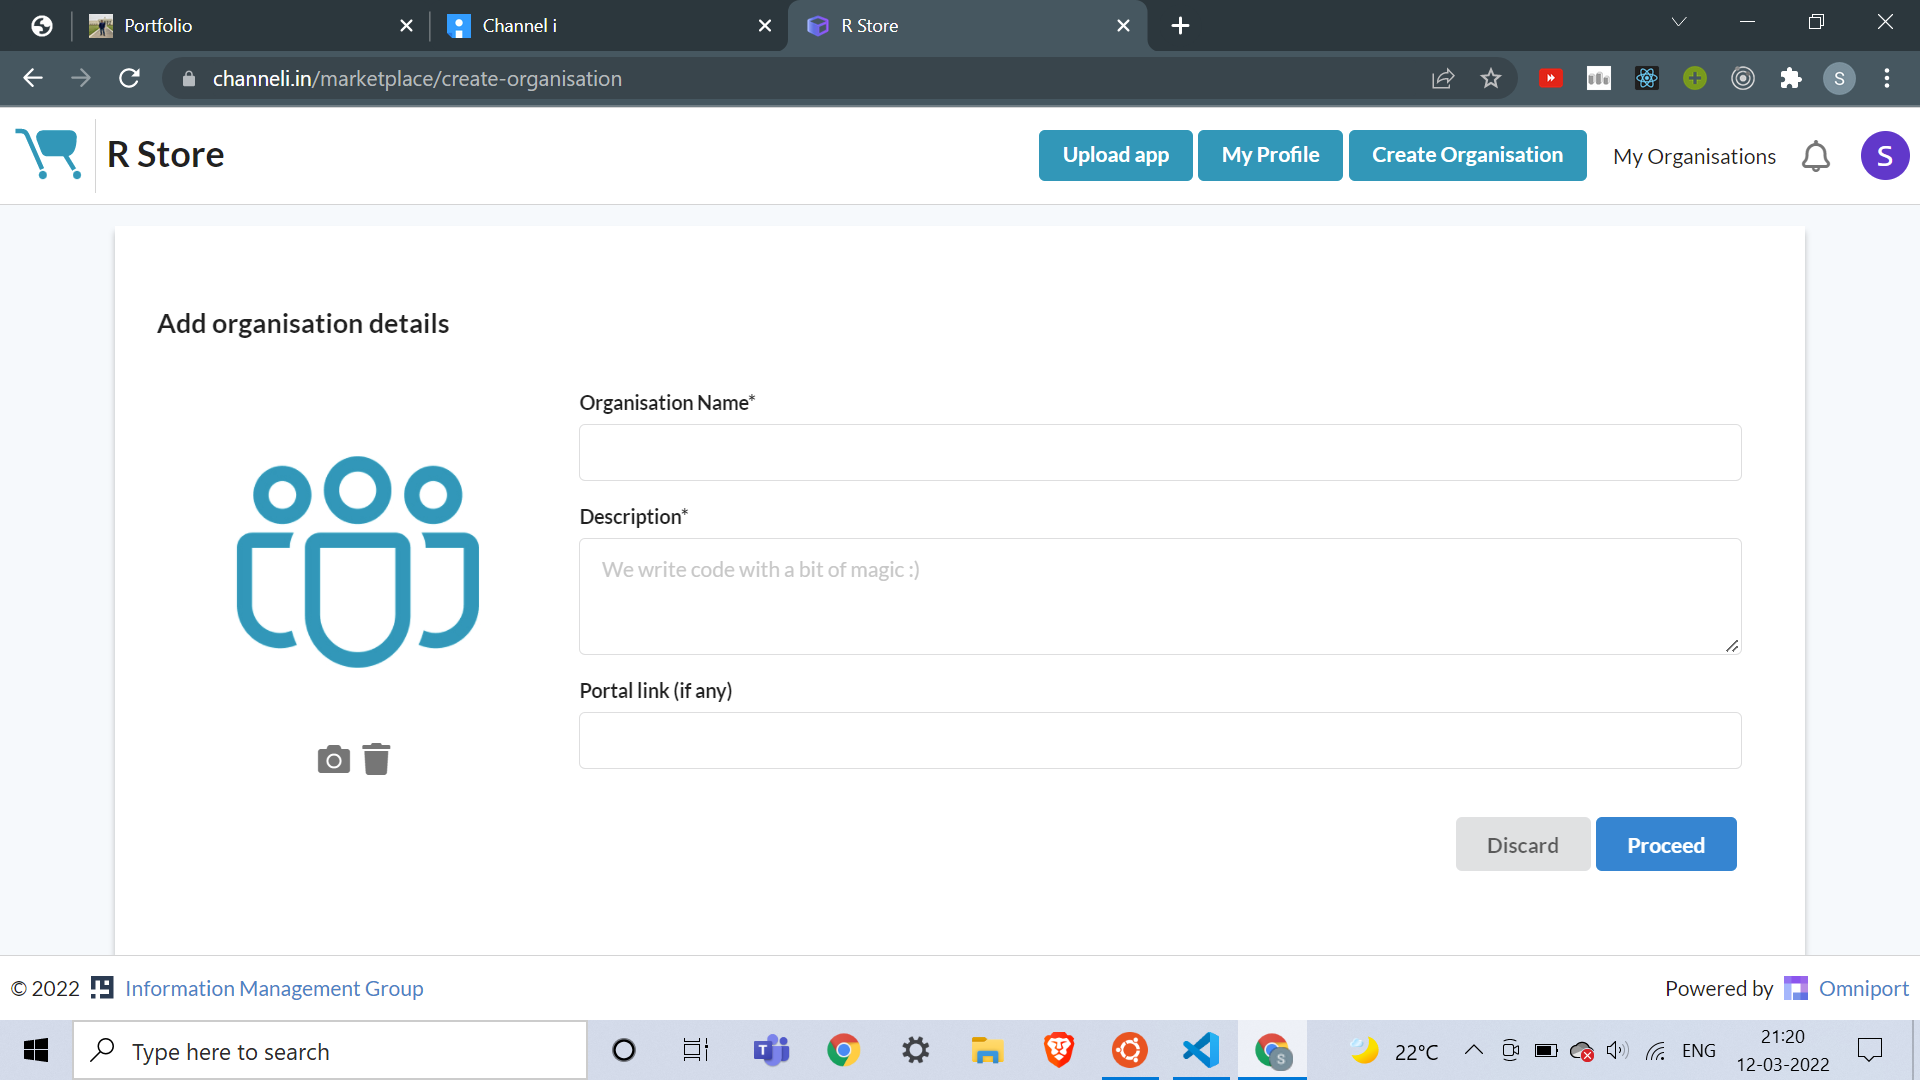 Portfolio
Channel i
R Store
channeli.in/marketplace/create-organisation
S
R Store
Upload app
My Profile
Create Organisation
My Organisations
S
Add organisation details
Organisation Name*
Description*
We write code with a bit of magic :)
Portal link (if any)
Discard
Proceed
© 2022
Information Management Group
Powered by
Omniport
Type here to search
T
S
22°C
ENG
21:20
12-03-2022